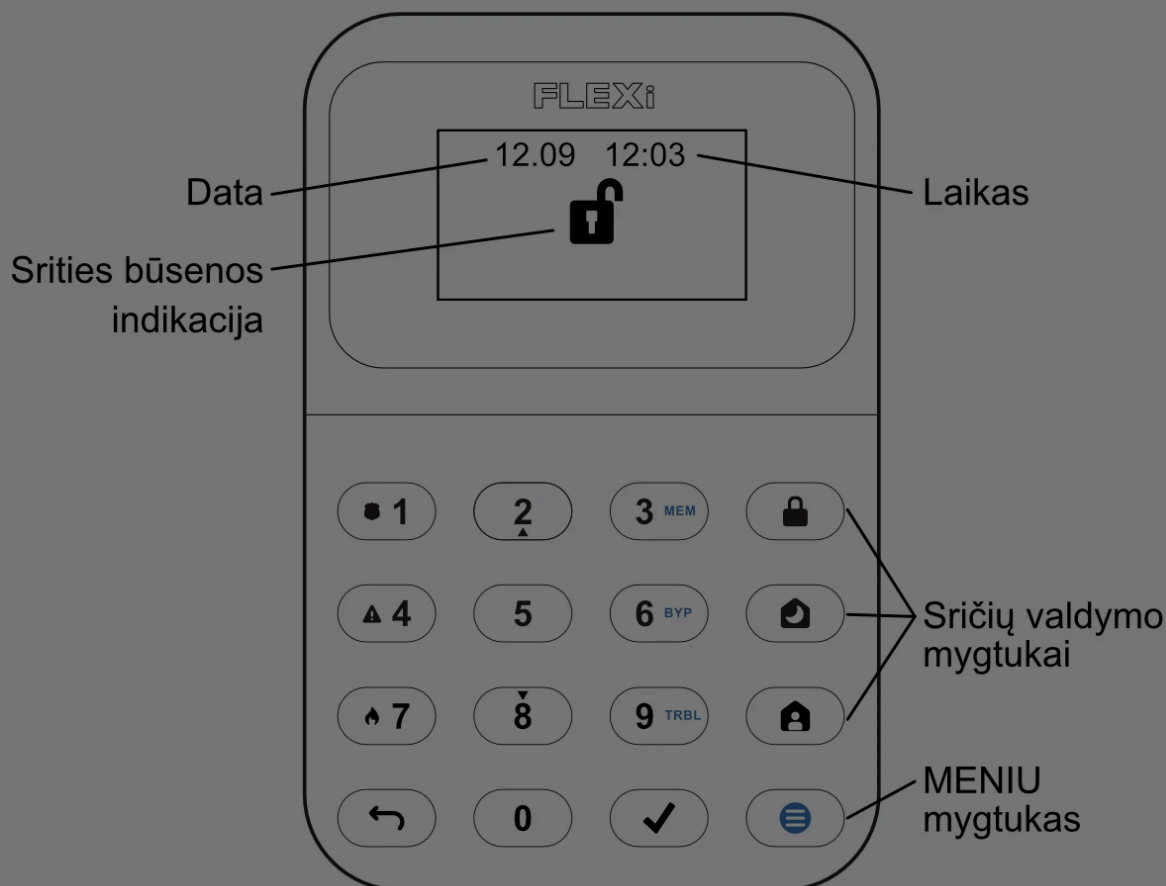 FLEXi
12.09 12:03
Data
Laikas
Srities būsenos
indikacija
1
2
3 MEM
4
5
6 BYP
Sričių valdymo
mygtukai
7
8
9 TRBL
MENIU
mygtukas
0